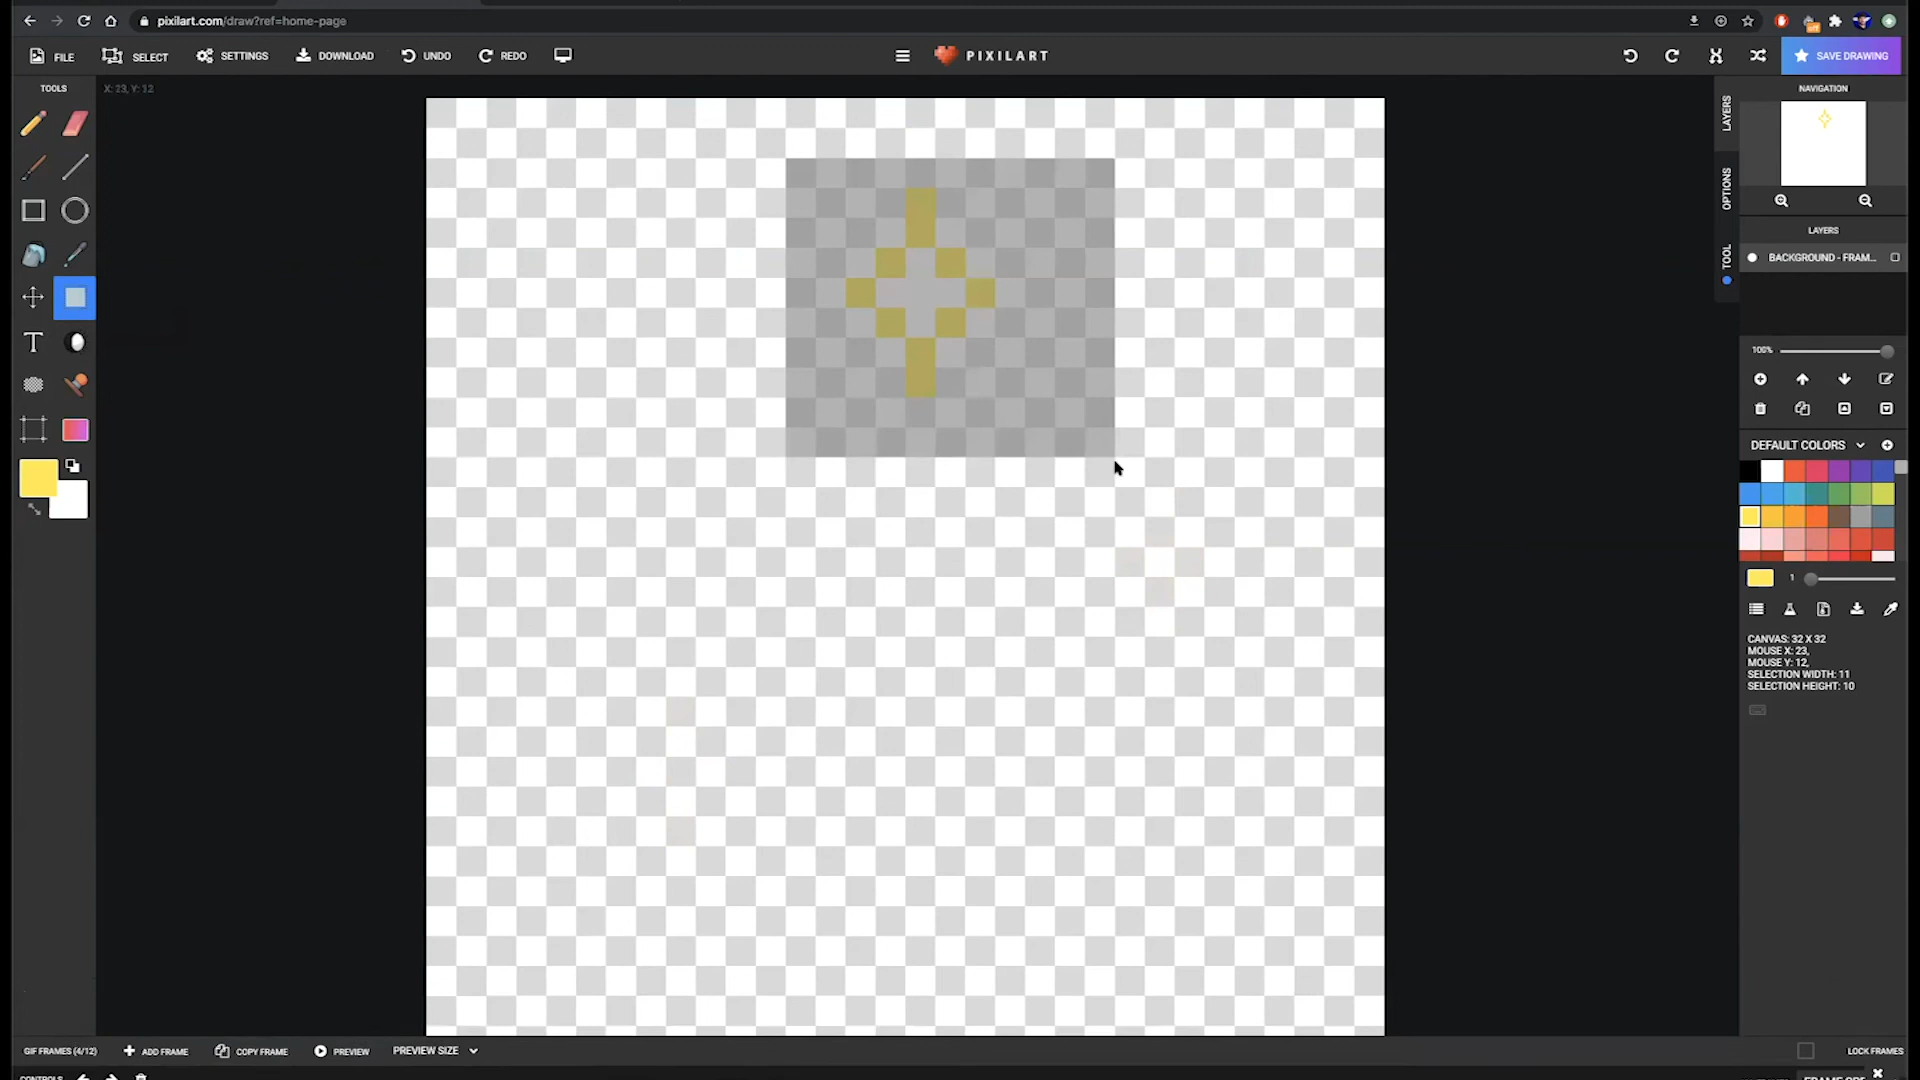 pixilart.com/draw?ref=home-page
FILE
SELECT
SETTINGS
DOWNLOAD
UNDO
REDO
PIXILART
SAVE DRAWING
TOOLS
X: 23, Y: 12
LAYERS
OPTIONS
TOOL
NAVIGATION
LAYERS
BACKGROUND - FRAM...
100%
DEFAULT COLORS
1
CANVAS: 32 X 32
MOUSE X: 23,
MOUSE Y: 12,
SELECTION WIDTH: 11
SELECTION HEIGHT: 10
T
GIF FRAMES (4/12)
ADD FRAME
COPY FRAME
PREVIEW
PREVIEW SIZE
LOCK FRAMES
CONTROLS